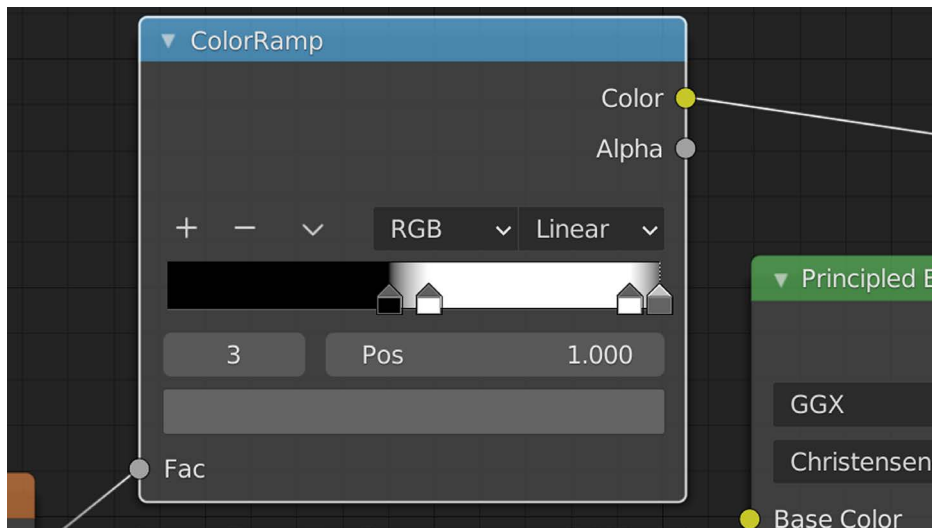 ColorRamp
Color
Alpha
RGB
Linear
3
Pos
1.000
Fac
Principled
GGX
Christensen
Base Color